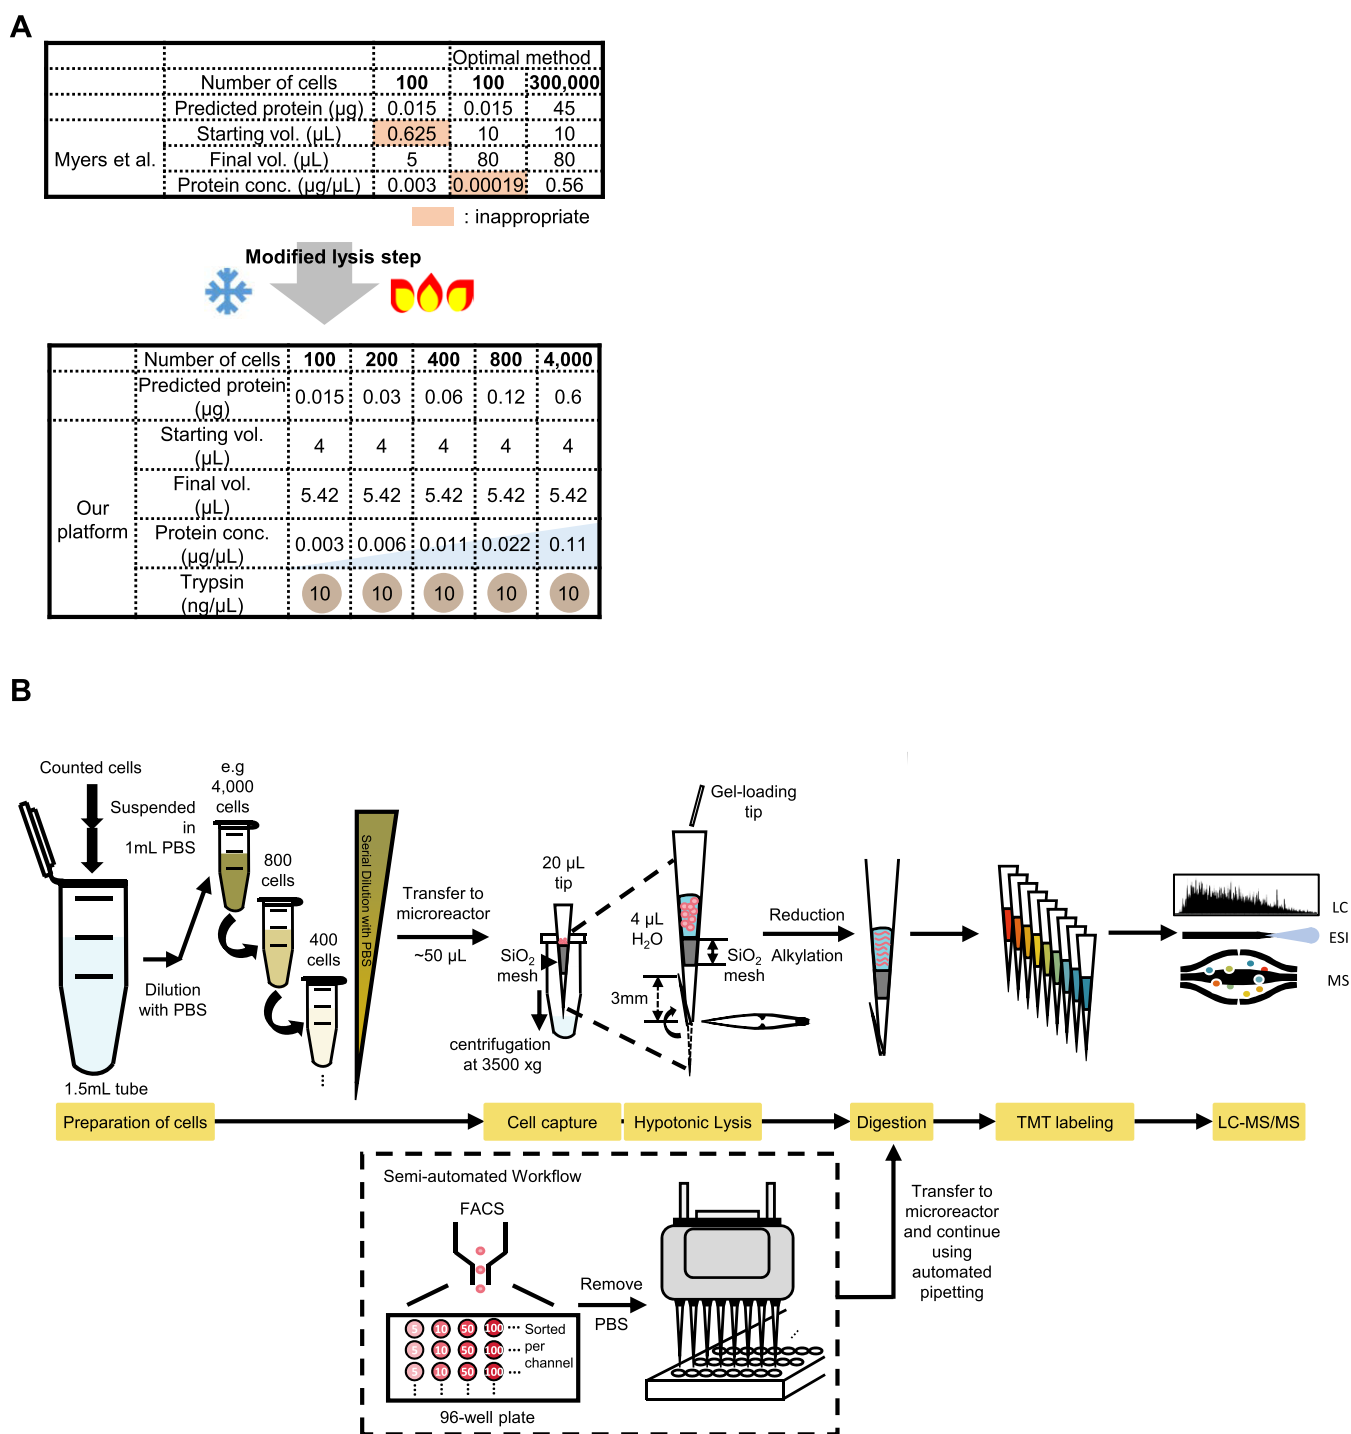 A
Optimal method
Number of cells 100 100 300,000
Predicted protein (µg) 0.015 0.015 45
Myers et al.
Starting vol. (µL) 0.625 10 10
Final vol. (µL) 5 80 80
Protein conc. (µg/µL) 0.003 0.00019 0.56
: inappropriate
Modified lysis step
Number of cells 100 200 400 800 4,000
Predicted protein
(µg)
0.015 0.03 0.06 0.12 0.6
Our
platform
Starting vol.
(µL)
4 4 4 4 4
Final vol.
(µL)
5.42 5.42 5.42 5.42 5.42
Protein conc.
(µg/µL)
0.003 0.006 0.011 0.022 0.11
Trypsin
(ng/µL)
10 10 10 10 10
B
Counted cells
Suspended
in
1mL PBS
1.5mL tube
Dilution
with PBS
e.g
4,000
cells
800
cells
400
cells
Serial Dilution with PBS
Transfer to
microreactor
~50 µL
20 µL
tip
SiO2
mesh
centrifugation
at 3500 xg
Gel-loading
tip
4 µL
H2O
SiO2
mesh
3mm
Reduction
Alkylation
LC
ESI
MS
Preparation of cells
Cell capture
Hypotonic Lysis
Digestion
TMT labeling
LC-MS/MS
Semi-automated Workflow
FACS
5 10 50 100
5 10 50 100
5 10 50 100
Sorted
per
channel
96-well plate
Remove
PBS
Transfer to
microreactor
and continue
using
automated
pipetting